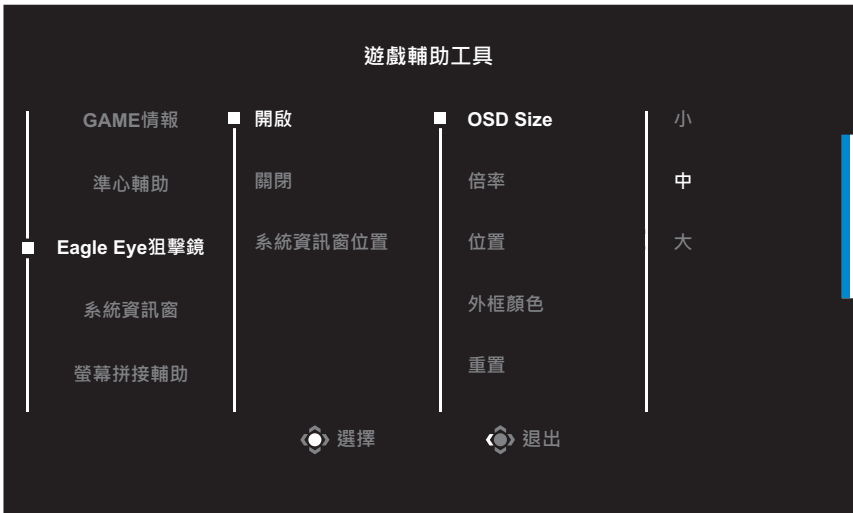 遊戲輔助工具
GAME情報
準心輔助
Eagle Eye狙擊鏡
系統資訊窗
螢幕拼接輔助
開啟
關閉
系統資訊窗位置
OSD Size
倍率
位置
外框顏色
重置
小
中
大
選擇
退出